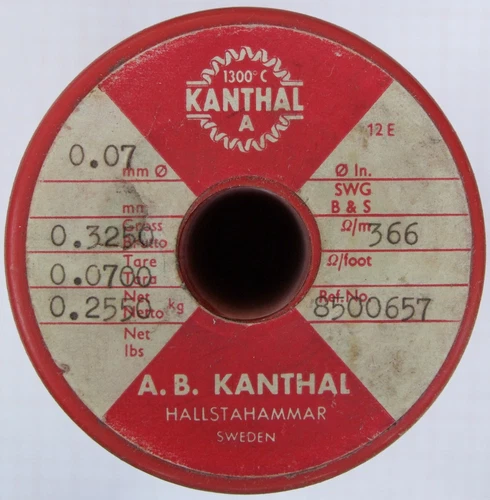 1300° C
KANTHAL
A
12 E
0.07 mm Ø
Ø In.
SWG
mm
B & S
0.3250 Gross
Brutto
Ω/m 366
Tare
Ω/foot
0.0700 Tara
Net
0.255 Netto kg
Ref.No
8500657
Net
lbs
A. B. KANTHAL
HALLSTAHAMMAR
SWEDEN